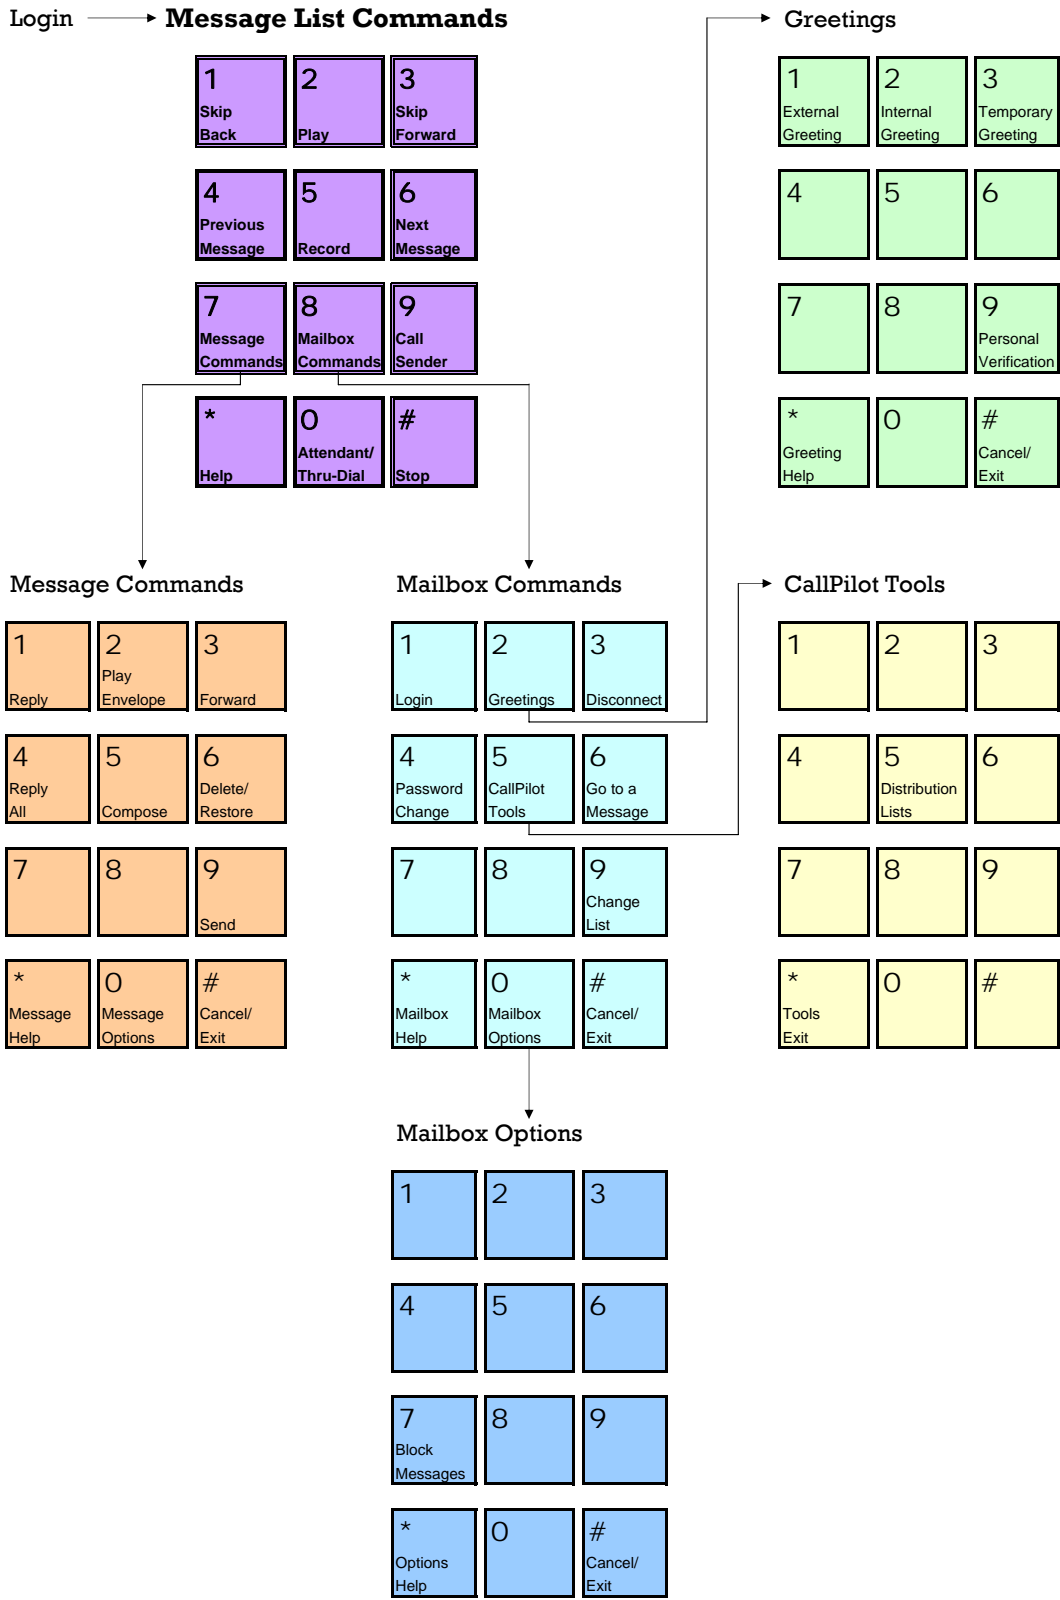 Login
Message List Commands
1
Skip
Back
2
Play
3
Skip
Forward
4
Previous
Message
5
Record
6
Next
Message
7
Message
Commands
8
Mailbox
Commands
9
Call
Sender
*
Help
0
Attendant/
Thru-Dial
#
Stop
Greetings
1
External
Greeting
2
Internal
Greeting
3
Temporary
Greeting
4
5
6
7
8
9
Personal
Verification
*
Greeting
Help
0
#
Cancel/
Exit
Message Commands
1
Reply
2
Play
Envelope
3
Forward
4
Reply
All
5
Compose
6
Delete/
Restore
7
8
9
Send
*
Message
Help
0
Message
Options
#
Cancel/
Exit
Mailbox Commands
1
Login
2
Greetings
3
Disconnect
4
Password
Change
5
CallPilot
Tools
6
Go to a
Message
7
8
9
Change
List
*
Mailbox
Help
0
Mailbox
Options
#
Cancel/
Exit
CallPilot Tools
1
2
3
4
5
Distribution
Lists
6
7
8
9
*
Tools
Exit
0
#
Mailbox Options
1
2
3
4
5
6
7
Block
Messages
8
9
*
Options
Help
0
#
Cancel/
Exit